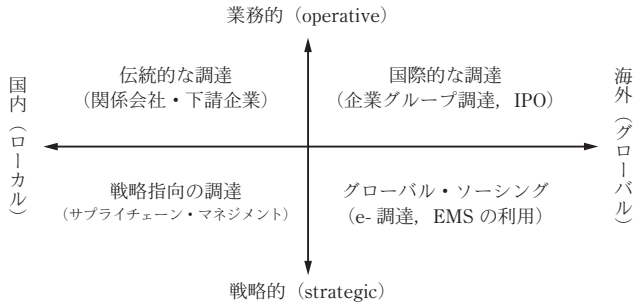 業務的（operative）
伝統的な調達
（関係会社・下請企業）
国際的な調達
（企業グループ調達，IPO）
国内（ローカル）
海外（グローバル）
戦略指向の調達
（サプライチェーン・マネジメント）
グローバル・ソーシング
（e- 調達，EMS の利用）
戦略的（strategic）